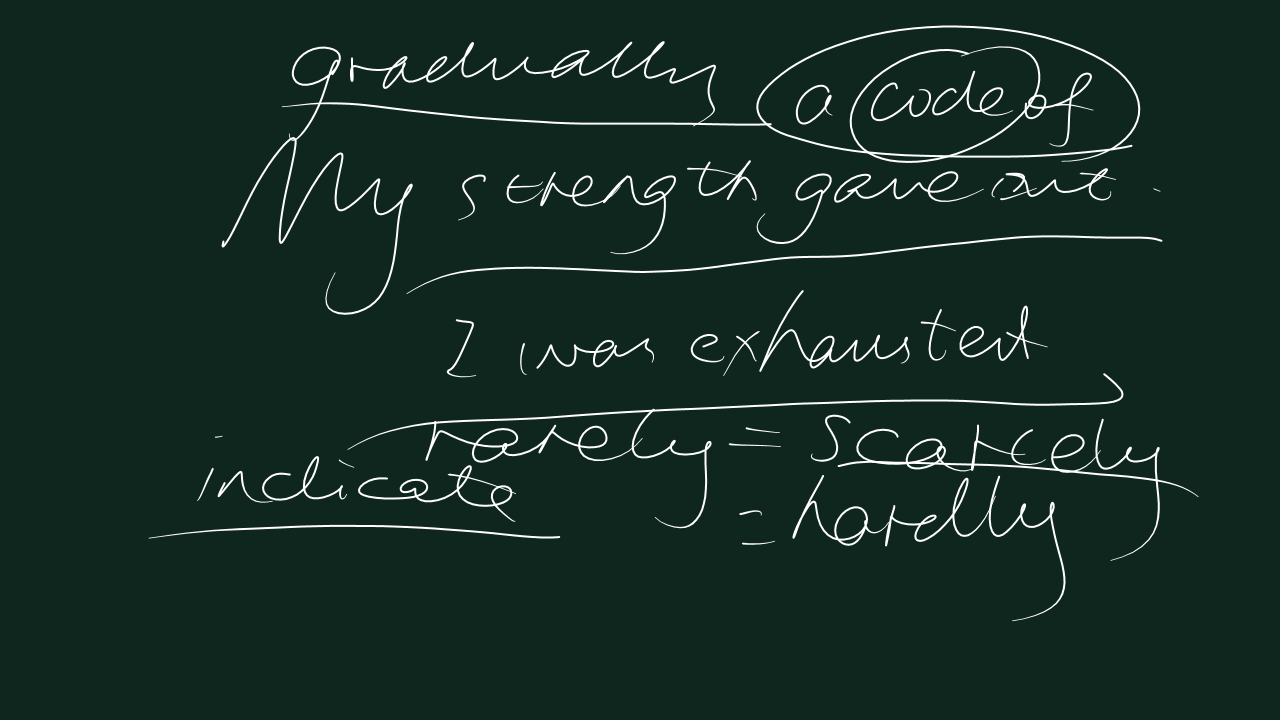 gradually a code of
My strength gave out.
I was exhausted
rarely = scarcely
indicate
= hardly